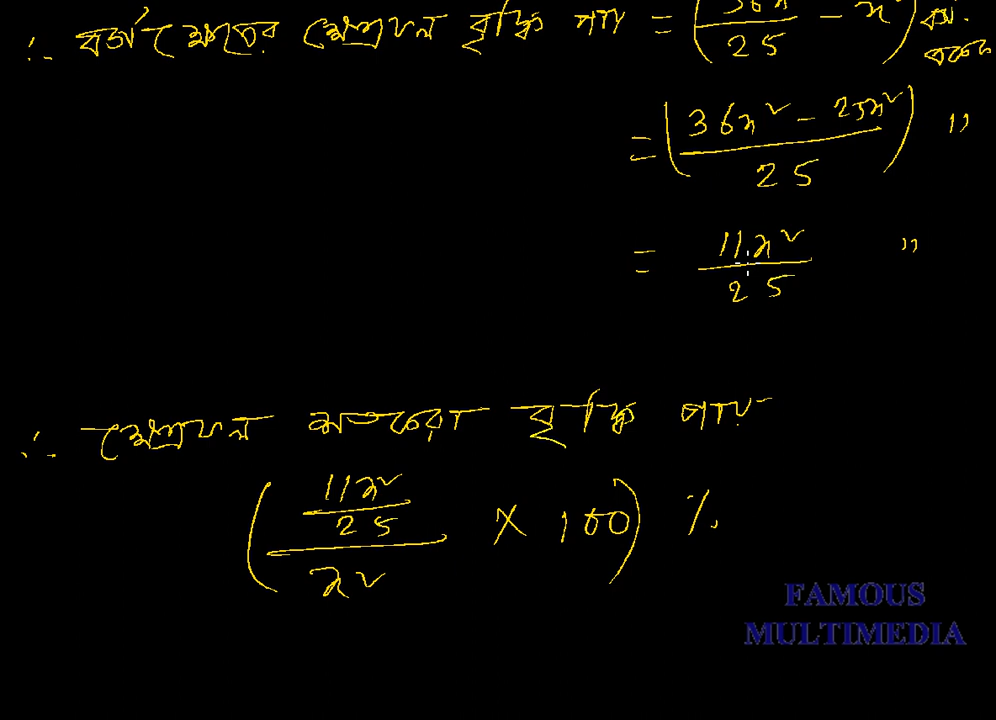 ∴ বর্গক্ষেত্রের ক্ষেত্রফল বৃদ্ধি পায় = (36x²/25 − x²) বর্গ.
= (36x² − 25x²/25) ”
= 11x²/25 ”
∴ ক্ষেত্রফল শতকরা বৃদ্ধি পায়
(11x²/25/x² × 100) %
FAMOUS
MULTIMEDIA